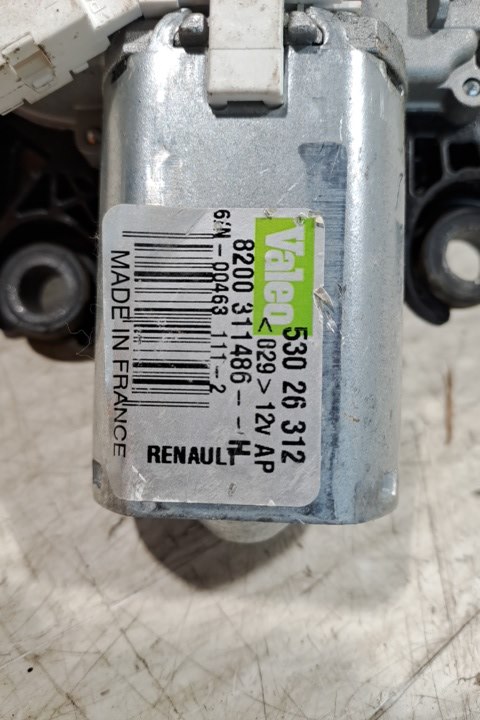 Valeo
530 26 312
< 029 > 12V AP
8200 311486 - - H
6/N - 00463 111 - 2
MADE IN FRANCE
RENAULT